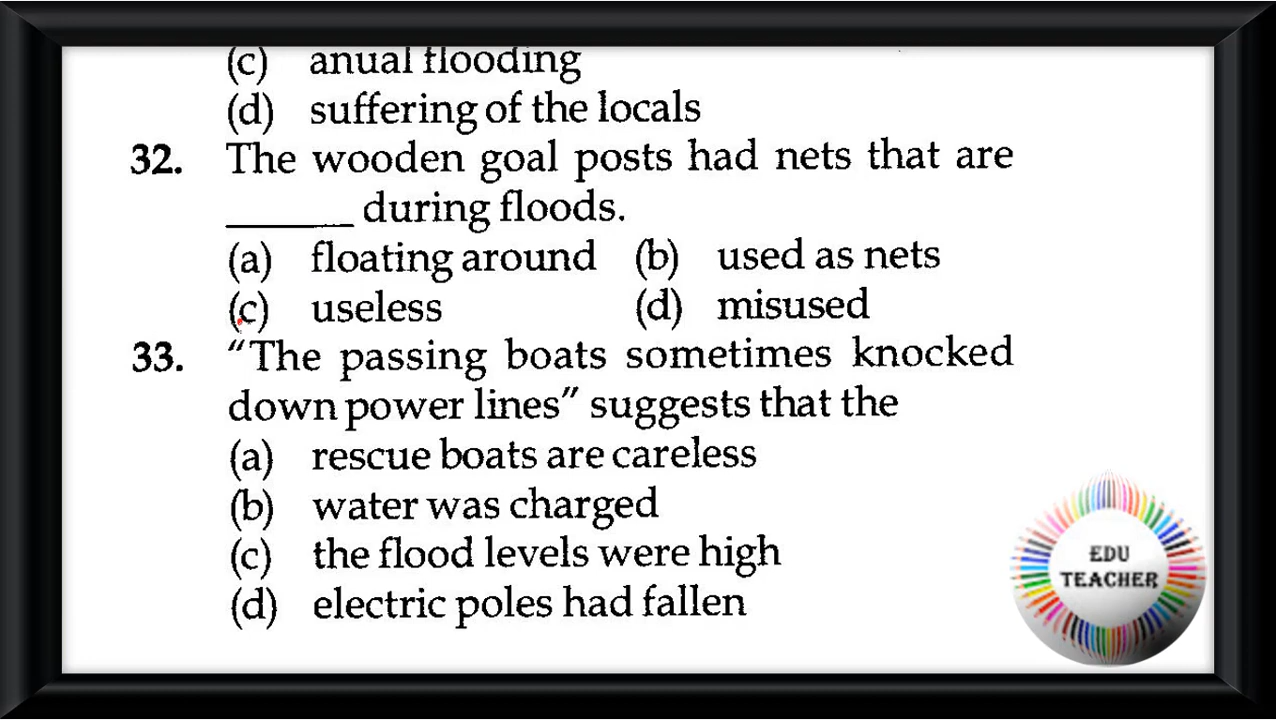 (c) anual flooding
(d) suffering of the locals
32. The wooden goal posts had nets that are
______ during floods.
(a) floating around (b) used as nets
(c) useless (d) misused
33. "The passing boats sometimes knocked
down power lines" suggests that the
(a) rescue boats are careless
(b) water was charged
(c) the flood levels were high
(d) electric poles had fallen
EDU
TEACHER